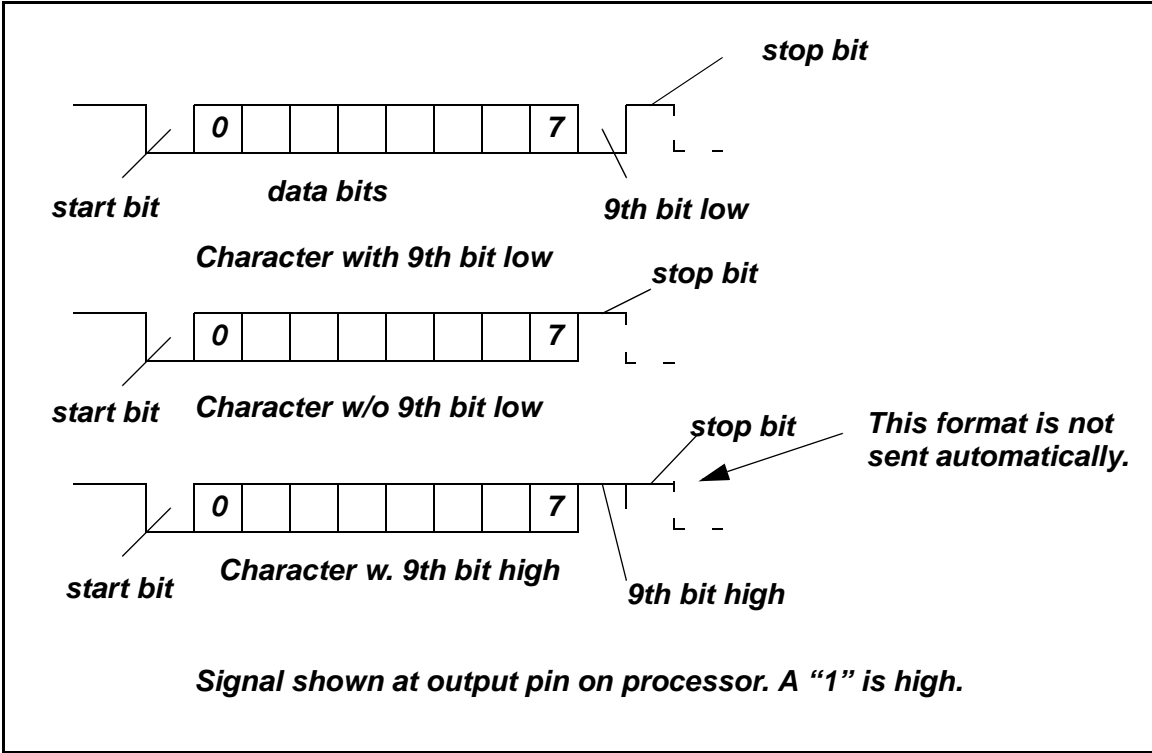 stop bit
0 7
start bit
data bits
9th bit low
Character with 9th bit low
stop bit
0 7
start bit
Character w/o 9th bit low
stop bit
This format is not
sent automatically.
0 7
start bit
Character w. 9th bit high
9th bit high
Signal shown at output pin on processor. A “1” is high.